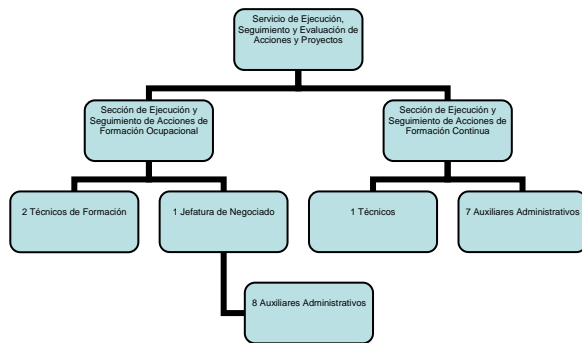 Servicio de Ejecución,
Seguimiento y Evaluación de
Acciones y Proyectos
Sección de Ejecución y
Seguimiento de Acciones de
Formación Ocupacional
Sección de Ejecución y
Seguimiento de Acciones de
Formación Continua
2 Técnicos de Formación
1 Jefatura de Negociado
1 Técnicos
7 Auxiliares Administrativos
8 Auxiliares Administrativos